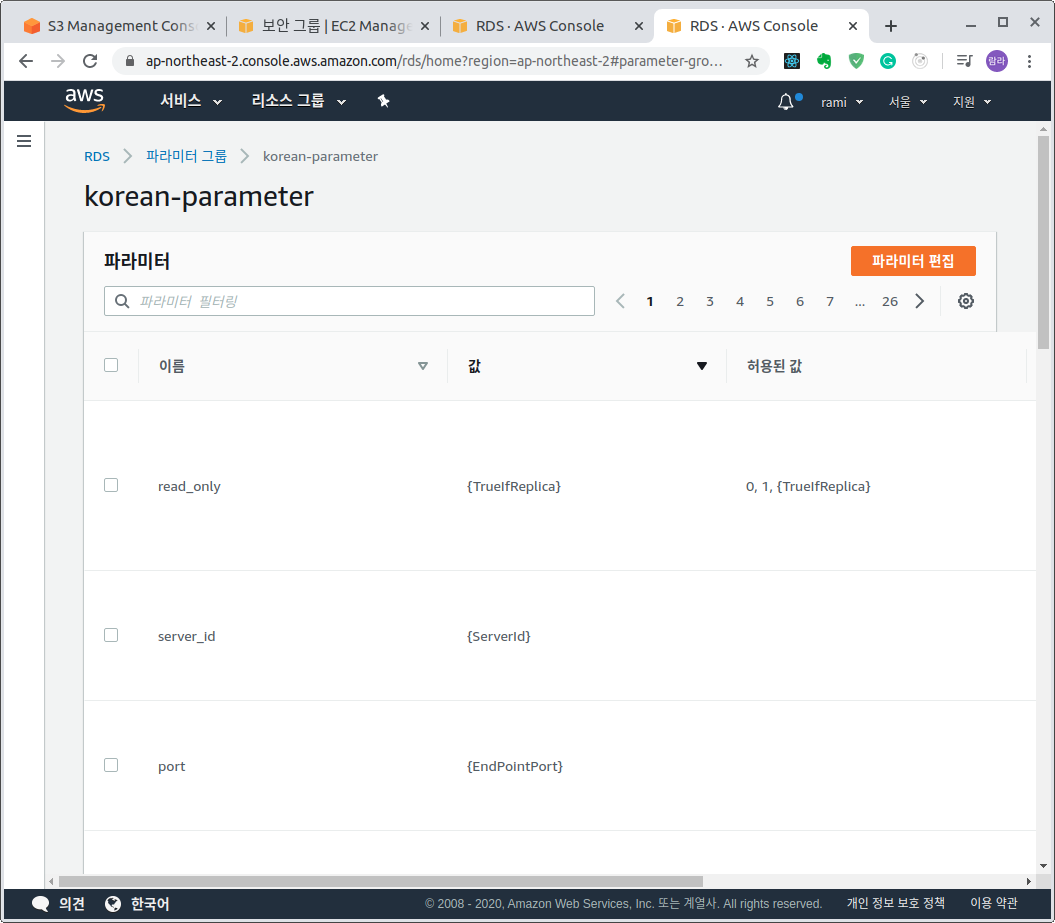 S3 Management Cons
보안 그룹 | EC2 Manage
RDS · AWS Console
RDS · AWS Console
ap-northeast-2.console.aws.amazon.com/rds/home?region=ap-northeast-2#parameter-gro...
람라
aws 서비스 리소스 그룹 rami 서울 지원
RDS 파라미터 그룹 korean-parameter
korean-parameter
파라미터 파라미터 편집
파라미터 필터링 1 2 3 4 5 6 7 ... 26
이름 값 허용된 값
read_only {TrueIfReplica} 0, 1, {TrueIfReplica}
server_id {ServerId}
port {EndPointPort}
의견 한국어 © 2008 - 2020, Amazon Web Services, Inc. 또는 계열사. All rights reserved. 개인 정보 보호 정책 이용 약관